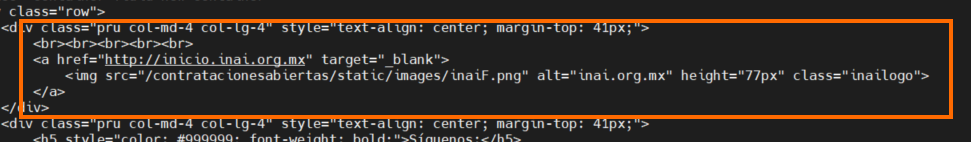 class="row">
<div class="pru col-md-4 col-lg-4" style="text-align: center; margin-top: 41px;">
<br><br><br><br><br>
<a href="http://inicio.inai.org.mx" target="_blank">
<img src="/contratacionesabiertas/static/images/inaiF.png" alt="inai.org.mx" height="77px" class="inailogo">
</a>
</div>
<div class="pru col-md-4 col-lg-4" style="text-align: center; margin-top: 41px;">
<h5 style="color: #999999; font-weight: bold;">Síguenos:</h5>